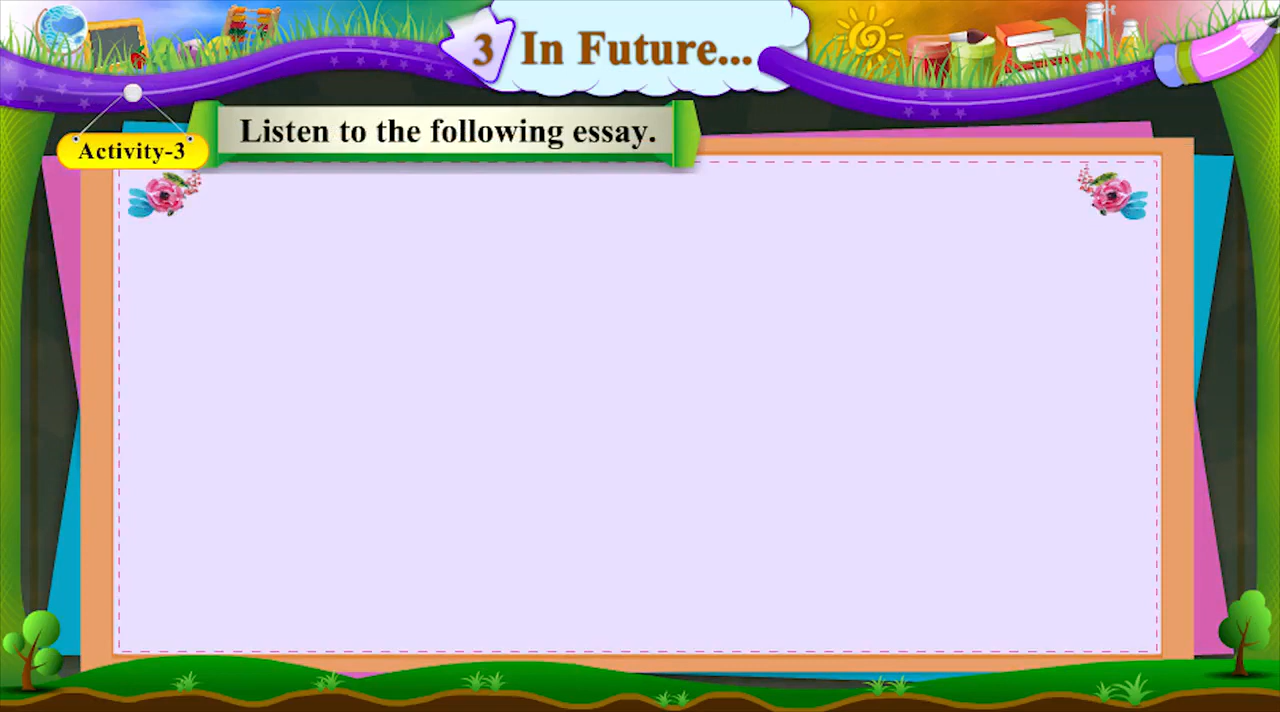 3 In Future...
Listen to the following essay.
Activity-3